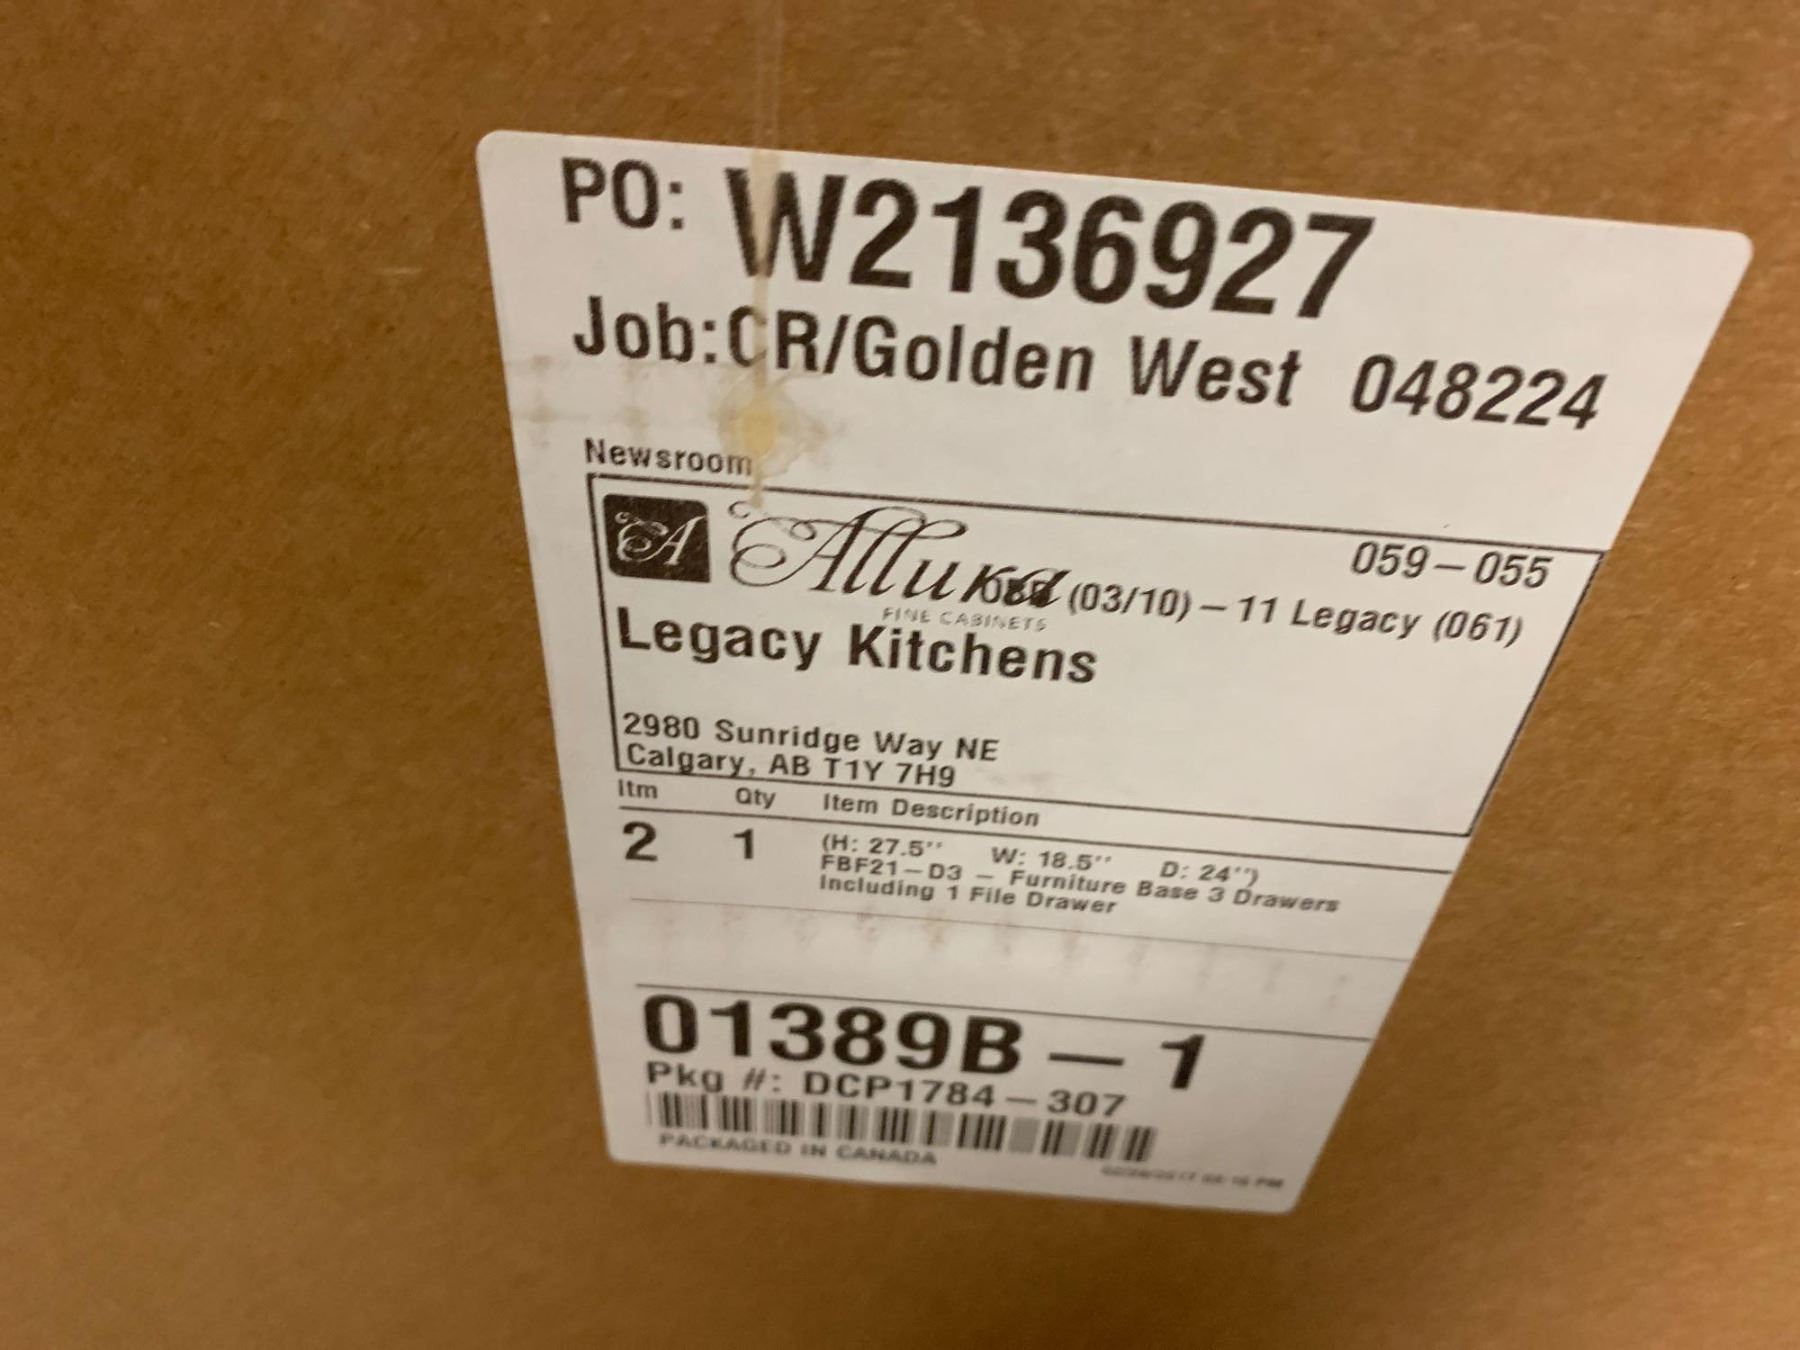 PO: W2136927
Job:CR/Golden West 048224
Newsroom
A Allura
FINE CABINETS
059-055
(03/10) - 11 Legacy (061)
Legacy Kitchens
2980 Sunridge Way NE
Calgary, AB T1Y 7H9
Itm Qty Item Description
2 1 (H: 27.5'' W: 18.5'' D: 24'')
FBF21-D3 - Furniture Base 3 Drawers
Including 1 File Drawer
01389B - 1
Pkg #: DCP1784-307
PACKAGED IN CANADA
PM